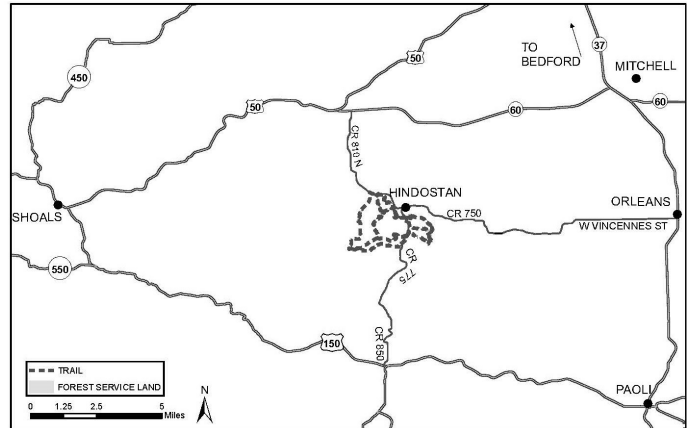 450
50
50
TO
BEDFORD
37
MITCHELL
60
60
CR 810 N
HINDOSTAN
CR 750
ORLEANS
W VINCENNES ST
SHOALS
CR 775
550
150
CR 850
PAOLI
TRAIL
FOREST SERVICE LAND
0 1.25 2.5 5
Miles
N